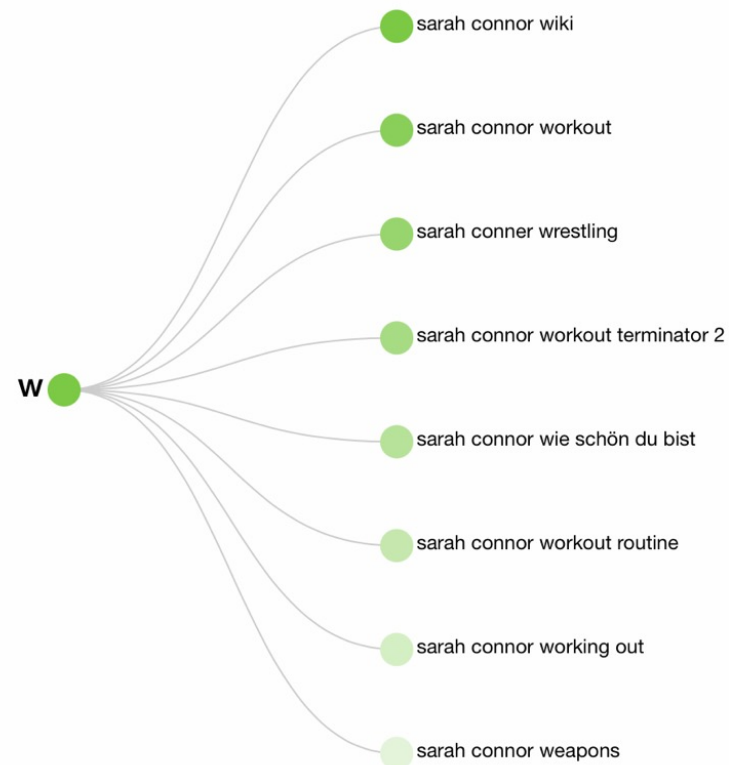 sarah connor wiki
sarah connor workout
sarah conner wrestling
sarah connor workout terminator 2
w
sarah connor wie schön du bist
sarah connor workout routine
sarah connor working out
sarah connor weapons